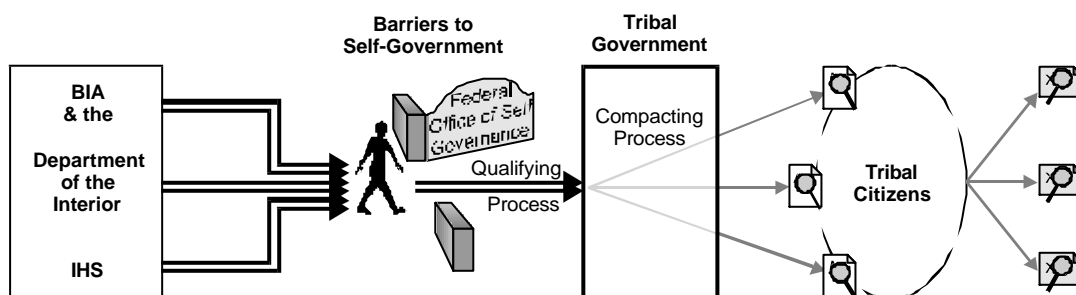 Barriers to
Self-Government
Tribal
Government
BIA
& the
Department
of the
Interior
IHS
Federal
Office of Self
Governance
Qualifying
Process
Compacting
Process
Tribal
Citizens